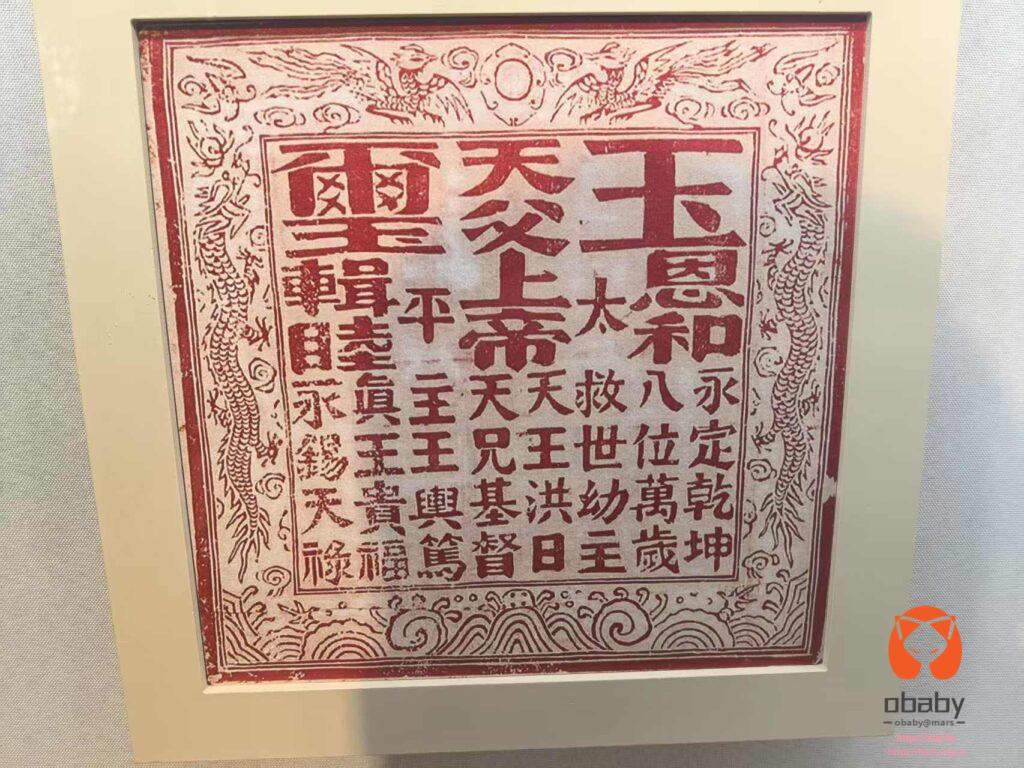 玉璽
天父上帝
太平
恩和
輯睦
永定乾坤
八位萬歲
救世幼主
天王洪日
天兄基督
主王輿篤
眞王貴福
永錫天祿
obaby
obaby@mars